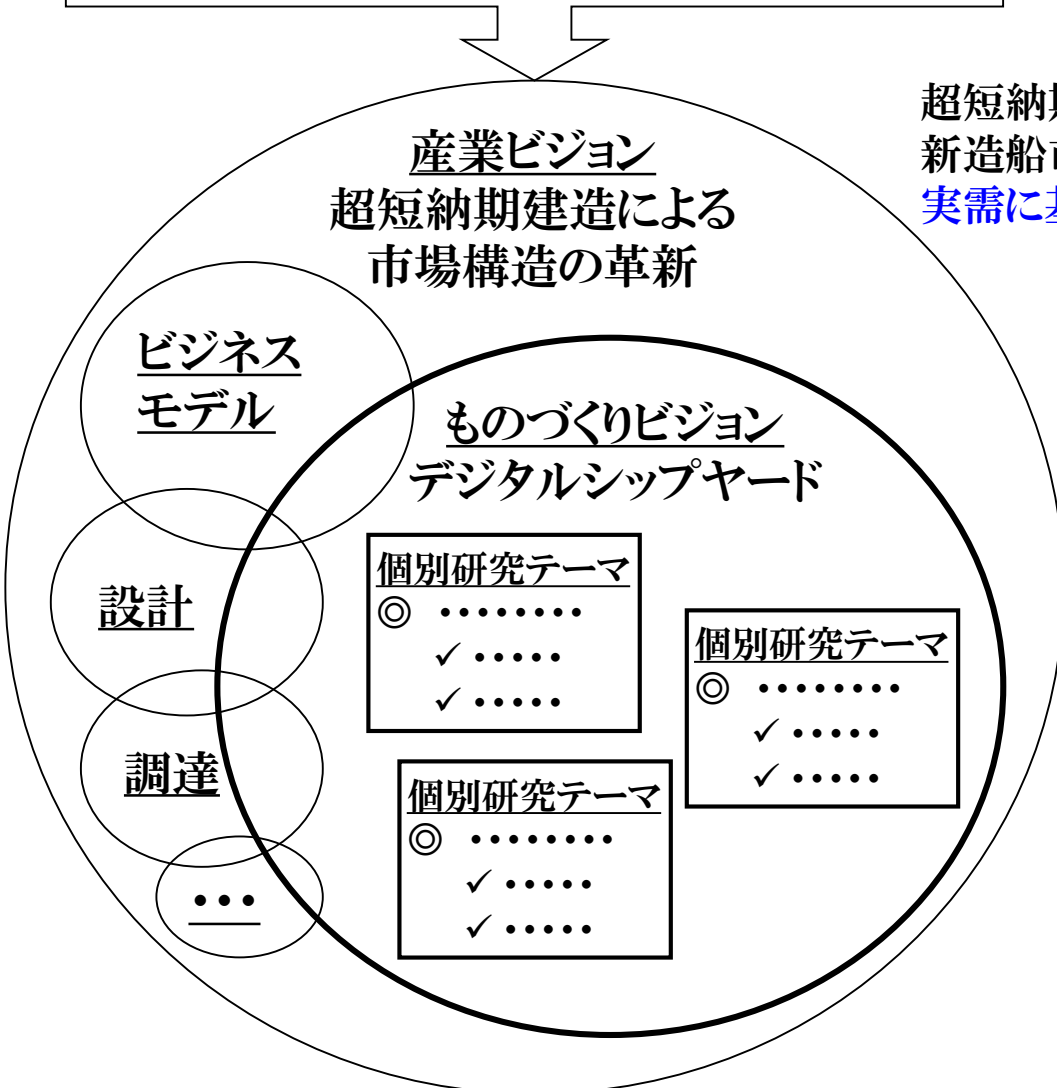 産業ビジョン
超短納期建造による
市場構造の革新
超短納
新造船
実需に
ビジネス
モデル
ものづくりビジョン
デジタルシップヤード
設計
調達
•••
個別研究テーマ
◎ ••••••••
✓ •••••
✓ •••••
個別研究テーマ
◎ ••••••••
✓ •••••
✓ •••••
個別研究テーマ
◎ ••••••••
✓ •••••
✓ •••••